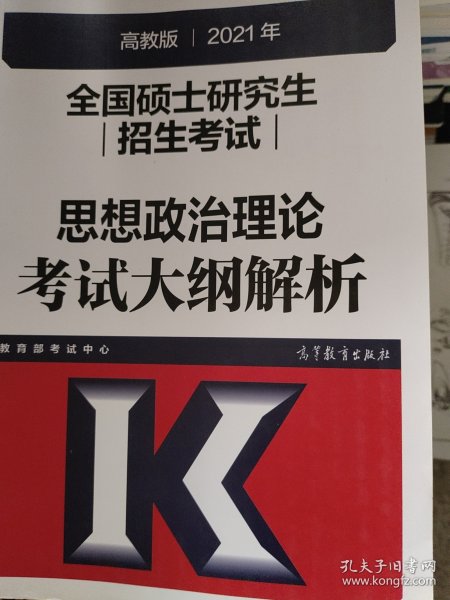 高教版 | 2021年
全国硕士研究生
|招生考试|
思想政治理论
考试大纲解析
教育部考试中心
高等教育出版社
K
孔夫子旧书网
www.kongfz.com